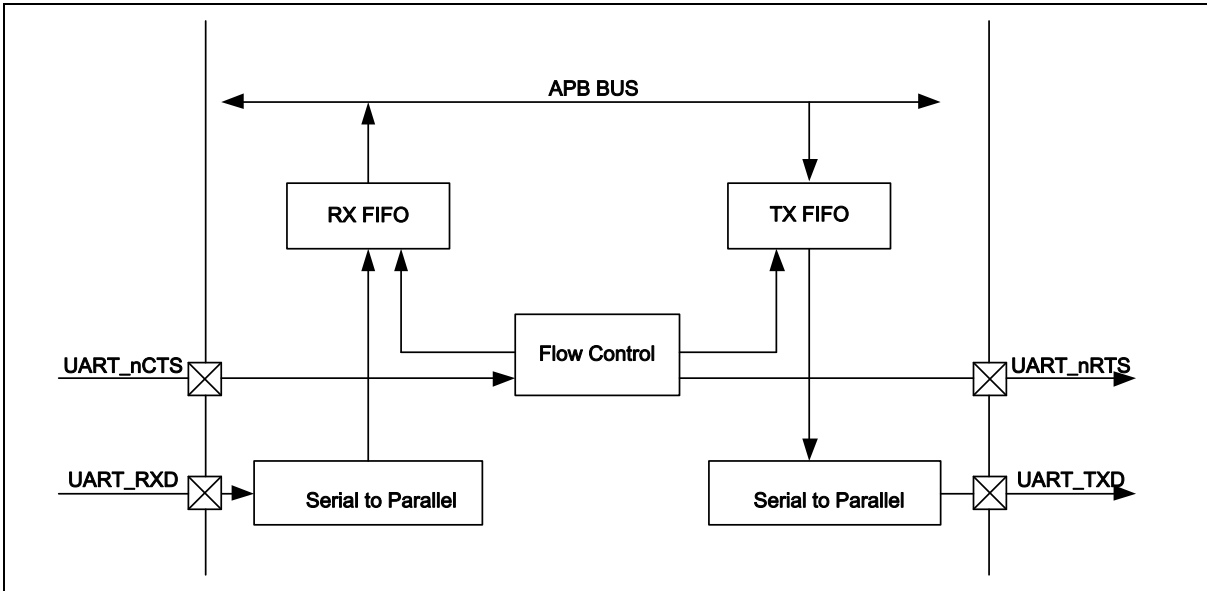 APB BUS
RX FIFO
TX FIFO
Flow Control
UART_nCTS
UART_nRTS
UART_RXD
UART_TXD
Serial to Parallel
Serial to Parallel